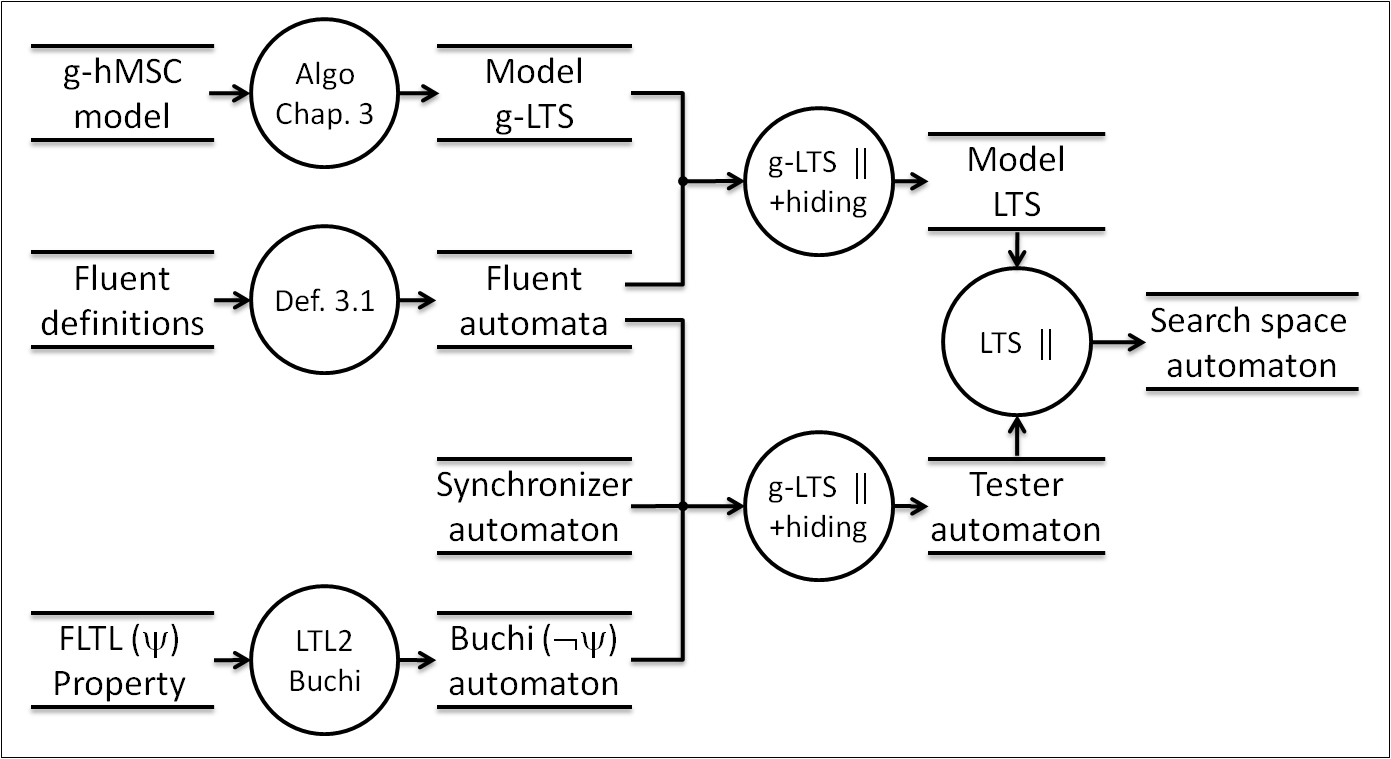 g-hMSC
model
Algo
Chap. 3
Model
g-LTS
g-LTS ||
+hiding
Model
LTS
Fluent
definitions
Def. 3.1
Fluent
automata
LTS ||
Search space
automaton
Synchronizer
automaton
g-LTS ||
+hiding
Tester
automaton
FLTL (ψ)
Property
LTL2
Buchi
Buchi (¬ψ)
automaton